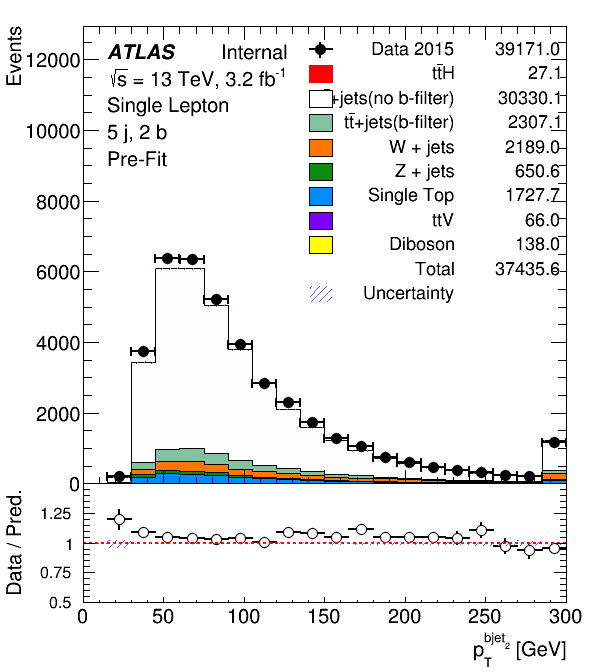 Events
12000
10000
8000
6000
4000
2000
0
ATLAS Internal
√s = 13 TeV, 3.2 fb⁻¹
Single Lepton
5 j, 2 b
Pre-Fit
Data 2015 39171.0
tt̄H 27.1
+jets(no b-filter) 30330.1
tt̄+jets(b-filter) 2307.1
W + jets 2189.0
Z + jets 650.6
Single Top 1727.7
ttV 66.0
Diboson 138.0
Total 37435.6
Uncertainty
Data / Pred.
1.25
1
0.75
0.5
0 50 100 150 200 250 300
p_T^{bjet_2} [GeV]